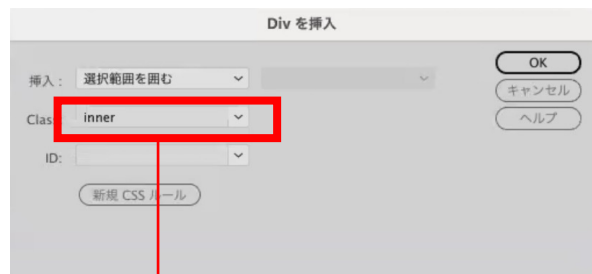 Div を挿入
挿入： 選択範囲を囲む
OK
キャンセル
Clas inner
ヘルプ
ID:
新規 CSS ルール